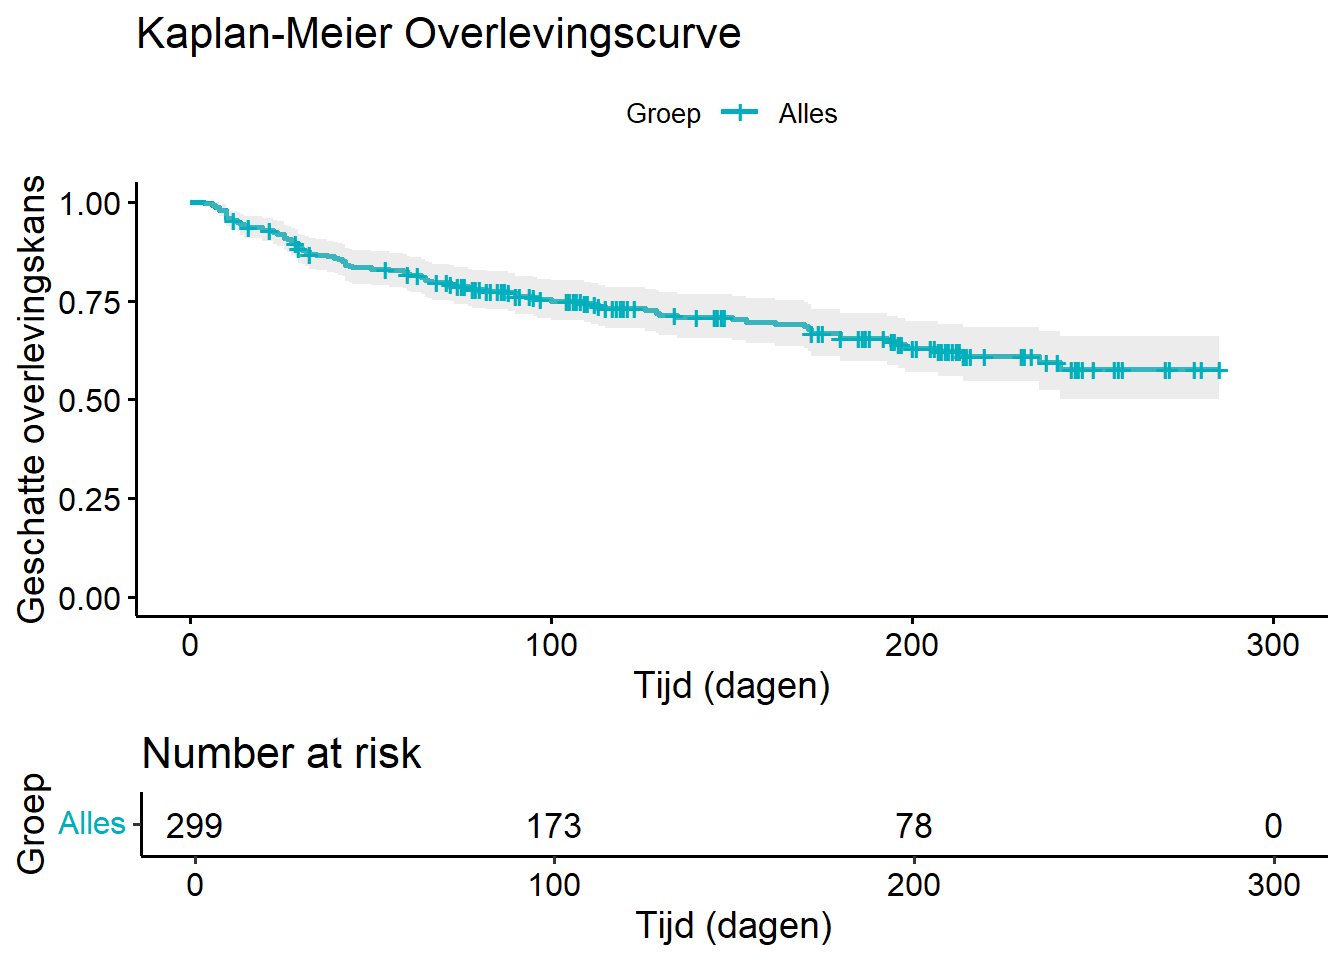 Kaplan-Meier Overlevingscurve
Groep Alles
Geschatte overlevingskans
1.00
0.75
0.50
0.25
0.00
0 100 200 300
Tijd (dagen)
Number at risk
Groep
Alles 299 173 78 0
0 100 200 300
Tijd (dagen)